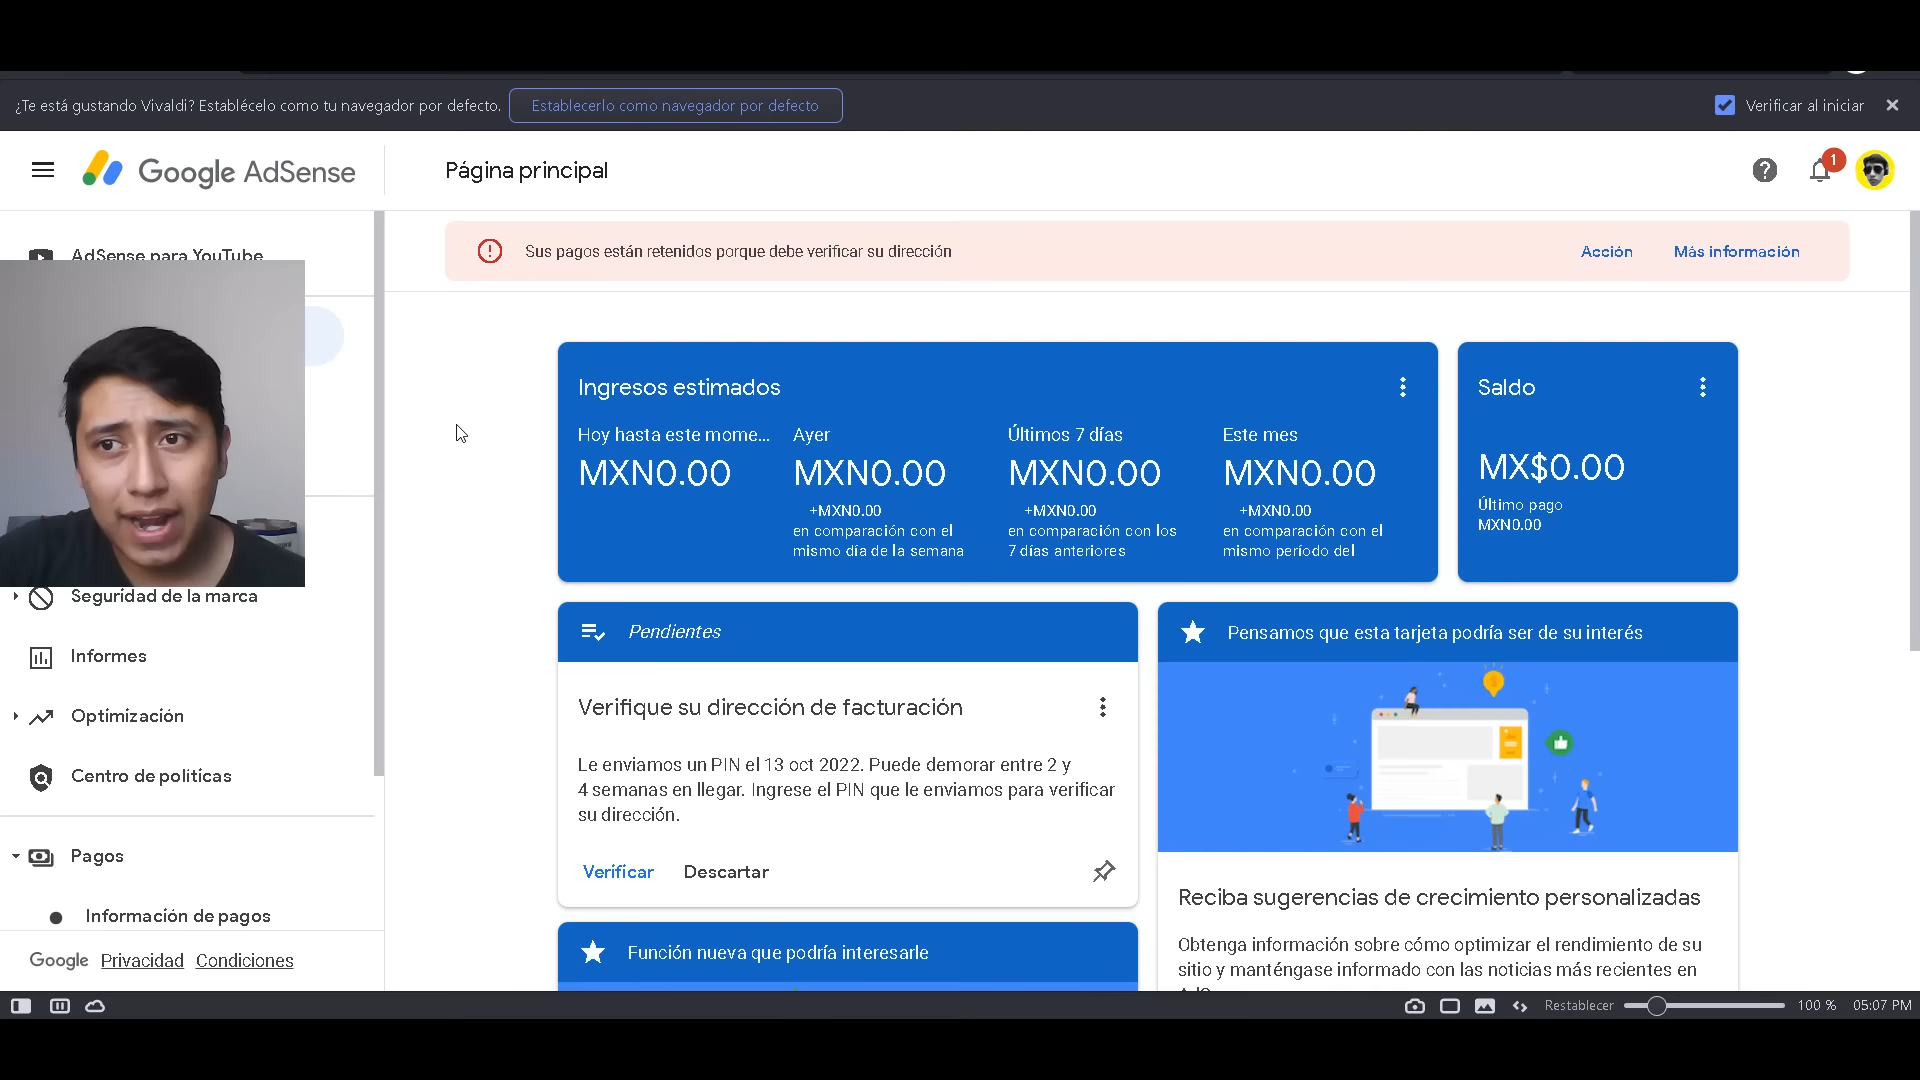 ¿Te está gustando Vivaldi? Establécelo como tu navegador por defecto.
Establecerlo como navegador por defecto
Verificar al iniciar
Google AdSense
Página principal
1
AdSense para YouTube
Sus pagos están retenidos porque debe verificar su dirección
Acción
Más información
Ingresos estimados
Hoy hasta este mome...
MXN0.00
Ayer
MXN0.00
+MXN0.00
en comparación con el
mismo día de la semana
Últimos 7 días
MXN0.00
+MXN0.00
en comparación con los
7 días anteriores
Este mes
MXN0.00
+MXN0.00
en comparación con el
mismo período del
Saldo
MX$0.00
Último pago
MXN0.00
Seguridad de la marca
Informes
Optimización
Centro de políticas
Pagos
Información de pagos
Google Privacidad Condiciones
Pendientes
Verifique su dirección de facturación
Le enviamos un PIN el 13 oct 2022. Puede demorar entre 2 y
4 semanas en llegar. Ingrese el PIN que le enviamos para verificar
su dirección.
Verificar
Descartar
Función nueva que podría interesarle
Pensamos que esta tarjeta podría ser de su interés
Reciba sugerencias de crecimiento personalizadas
Obtenga información sobre cómo optimizar el rendimiento de su
sitio y manténgase informado con las noticias más recientes en
Restablecer
100 %
05:07 PM